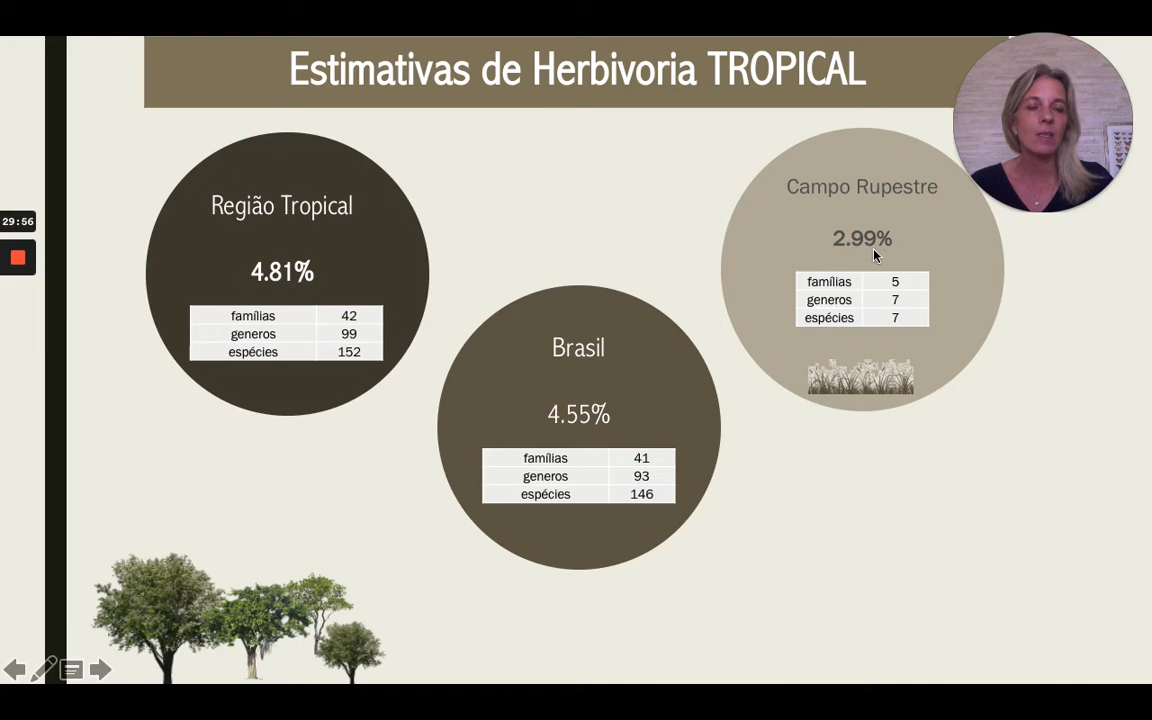 Estimativas de Herbivoria TROPICAL
Região Tropical
4.81%
famílias 42
generos 99
espécies 152
Brasil
4.55%
famílias 41
generos 93
espécies 146
Campo Rupestre
2.99%
famílias 5
generos 7
espécies 7
29:56